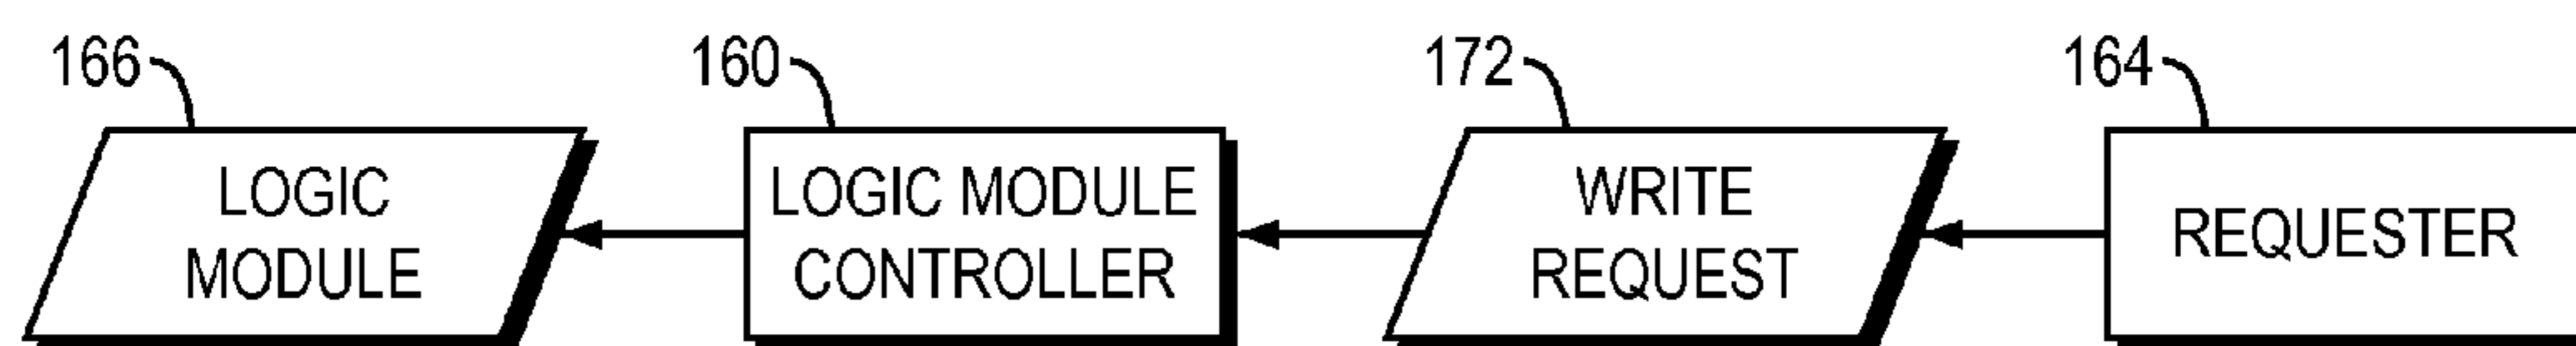 166
160
172
164
LOGIC
MODULE
LOGIC MODULE
CONTROLLER
WRITE
REQUEST
REQUESTER